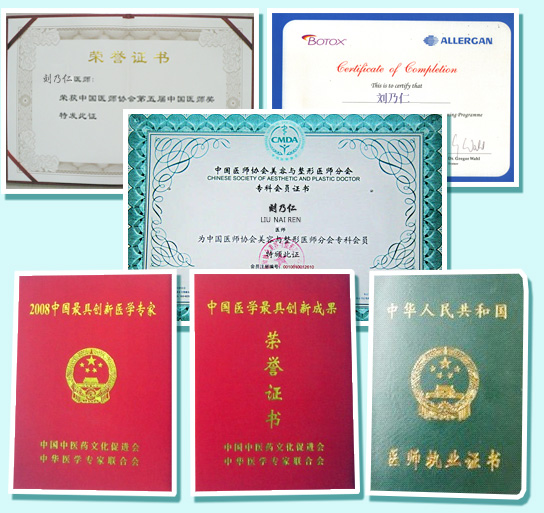 荣誉证书
刘乃仁医师:
荣获中国医师协会第五届中国医师奖
特发此证
BOTOX
ALLERGAN
Certificate of Completion
This is to certify that
刘乃仁
ing Programme
Dr. Gregor Wahl
CMDA
中国医师协会美容与整形医师分会
CHINESE SOCIETY OF AESTHETIC AND PLASTIC DOCTOR
专科会员证书
刘乃仁
LIU NAI REN
医师
为中国医师协会美容与整形医师分会专科会员
特颁此证
2008中国最具创新医学专家
中国中医药文化促进会
中华医学专家联合会
中国医学最具创新成果
荣
誉
证
书
中国中医药文化促进会
中华医学专家联合会
中华人民共和国
医师执业证书